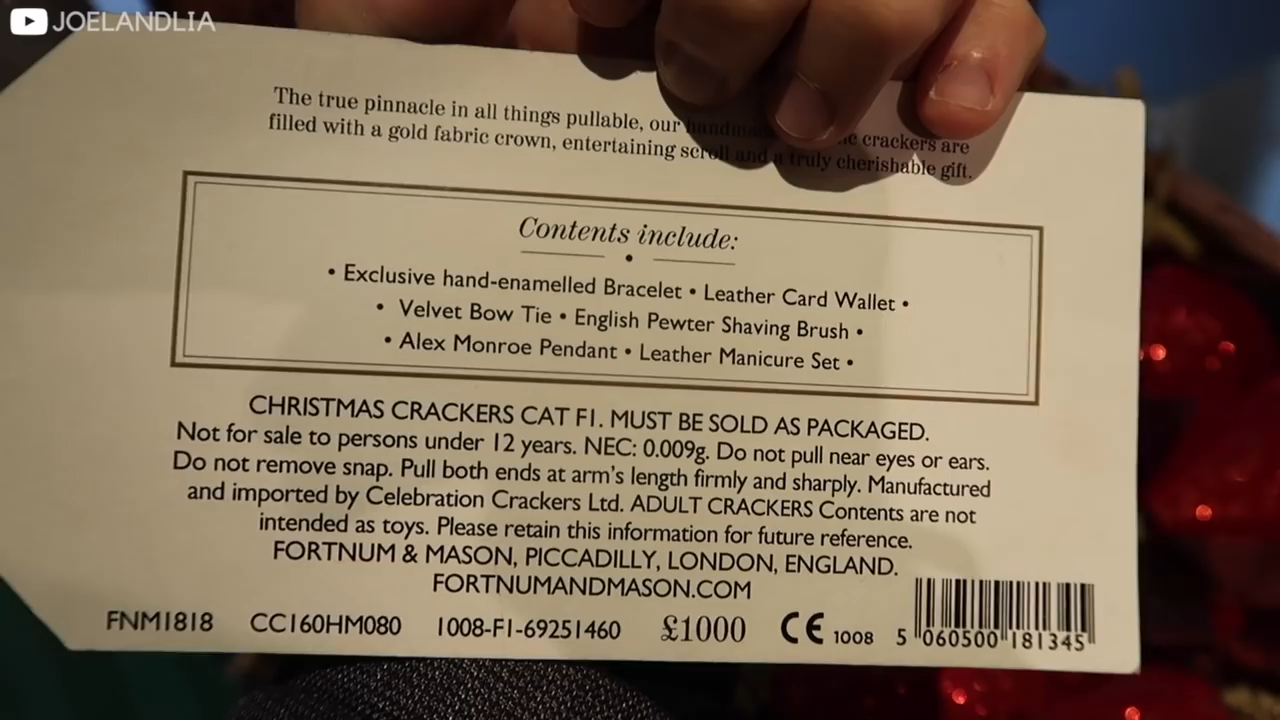 JOELANDLIA
The true pinnacle in all things pullable, our crackers are
filled with a gold fabric crown, entertaining scroll and a truly cherishable gift.
Contents include:
• Exclusive hand-enamelled Bracelet • Leather Card Wallet •
• Velvet Bow Tie • English Pewter Shaving Brush •
• Alex Monroe Pendant • Leather Manicure Set •
CHRISTMAS CRACKERS CAT F1. MUST BE SOLD AS PACKAGED.
Not for sale to persons under 12 years. NEC: 0.009g. Do not pull near eyes or ears.
Do not remove snap. Pull both ends at arm's length firmly and sharply. Manufactured
and imported by Celebration Crackers Ltd. ADULT CRACKERS Contents are not
intended as toys. Please retain this information for future reference.
FORTNUM & MASON, PICCADILLY, LONDON, ENGLAND.
FORTNUMANDMASON.COM
FNM1818 CC160HM080 1008-F1-69251460 £1000 CE 1008 5 060500 181345